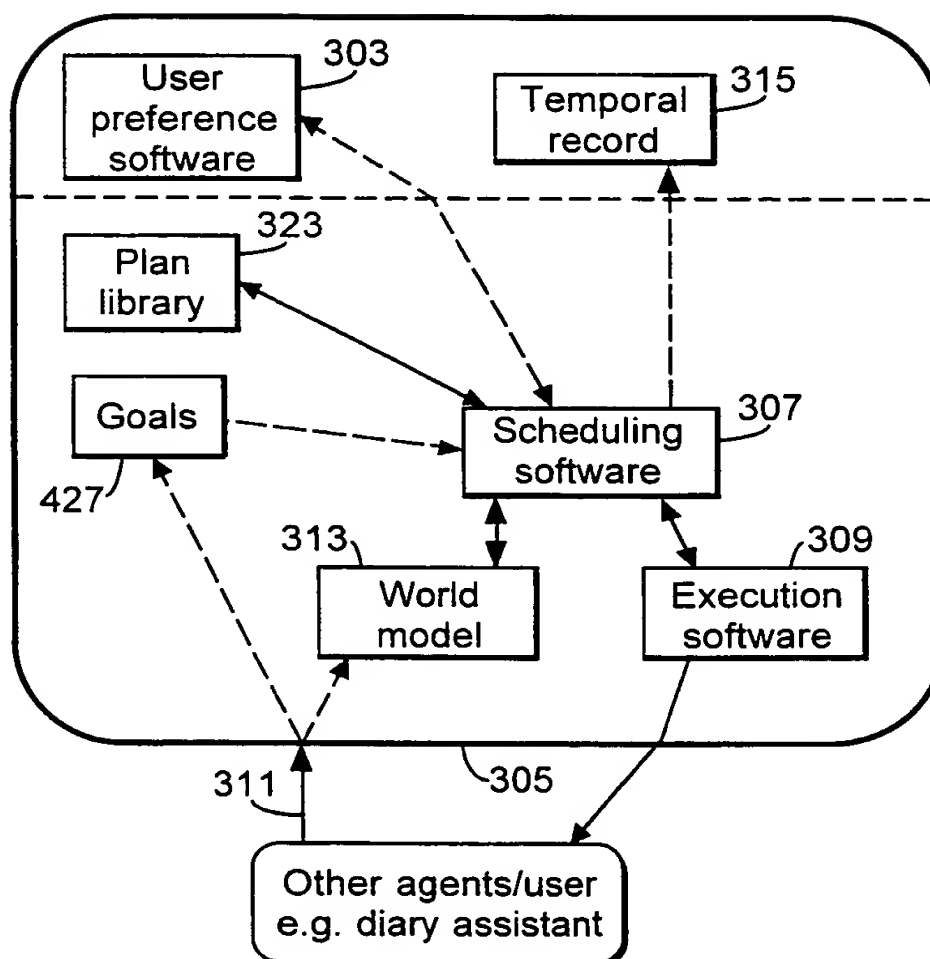 303
User
preference
software
315
Temporal
record
323
Plan
library
Goals
427
307
Scheduling
software
313
World
model
309
Execution
software
311
305
Other agents/user
e.g. diary assistant